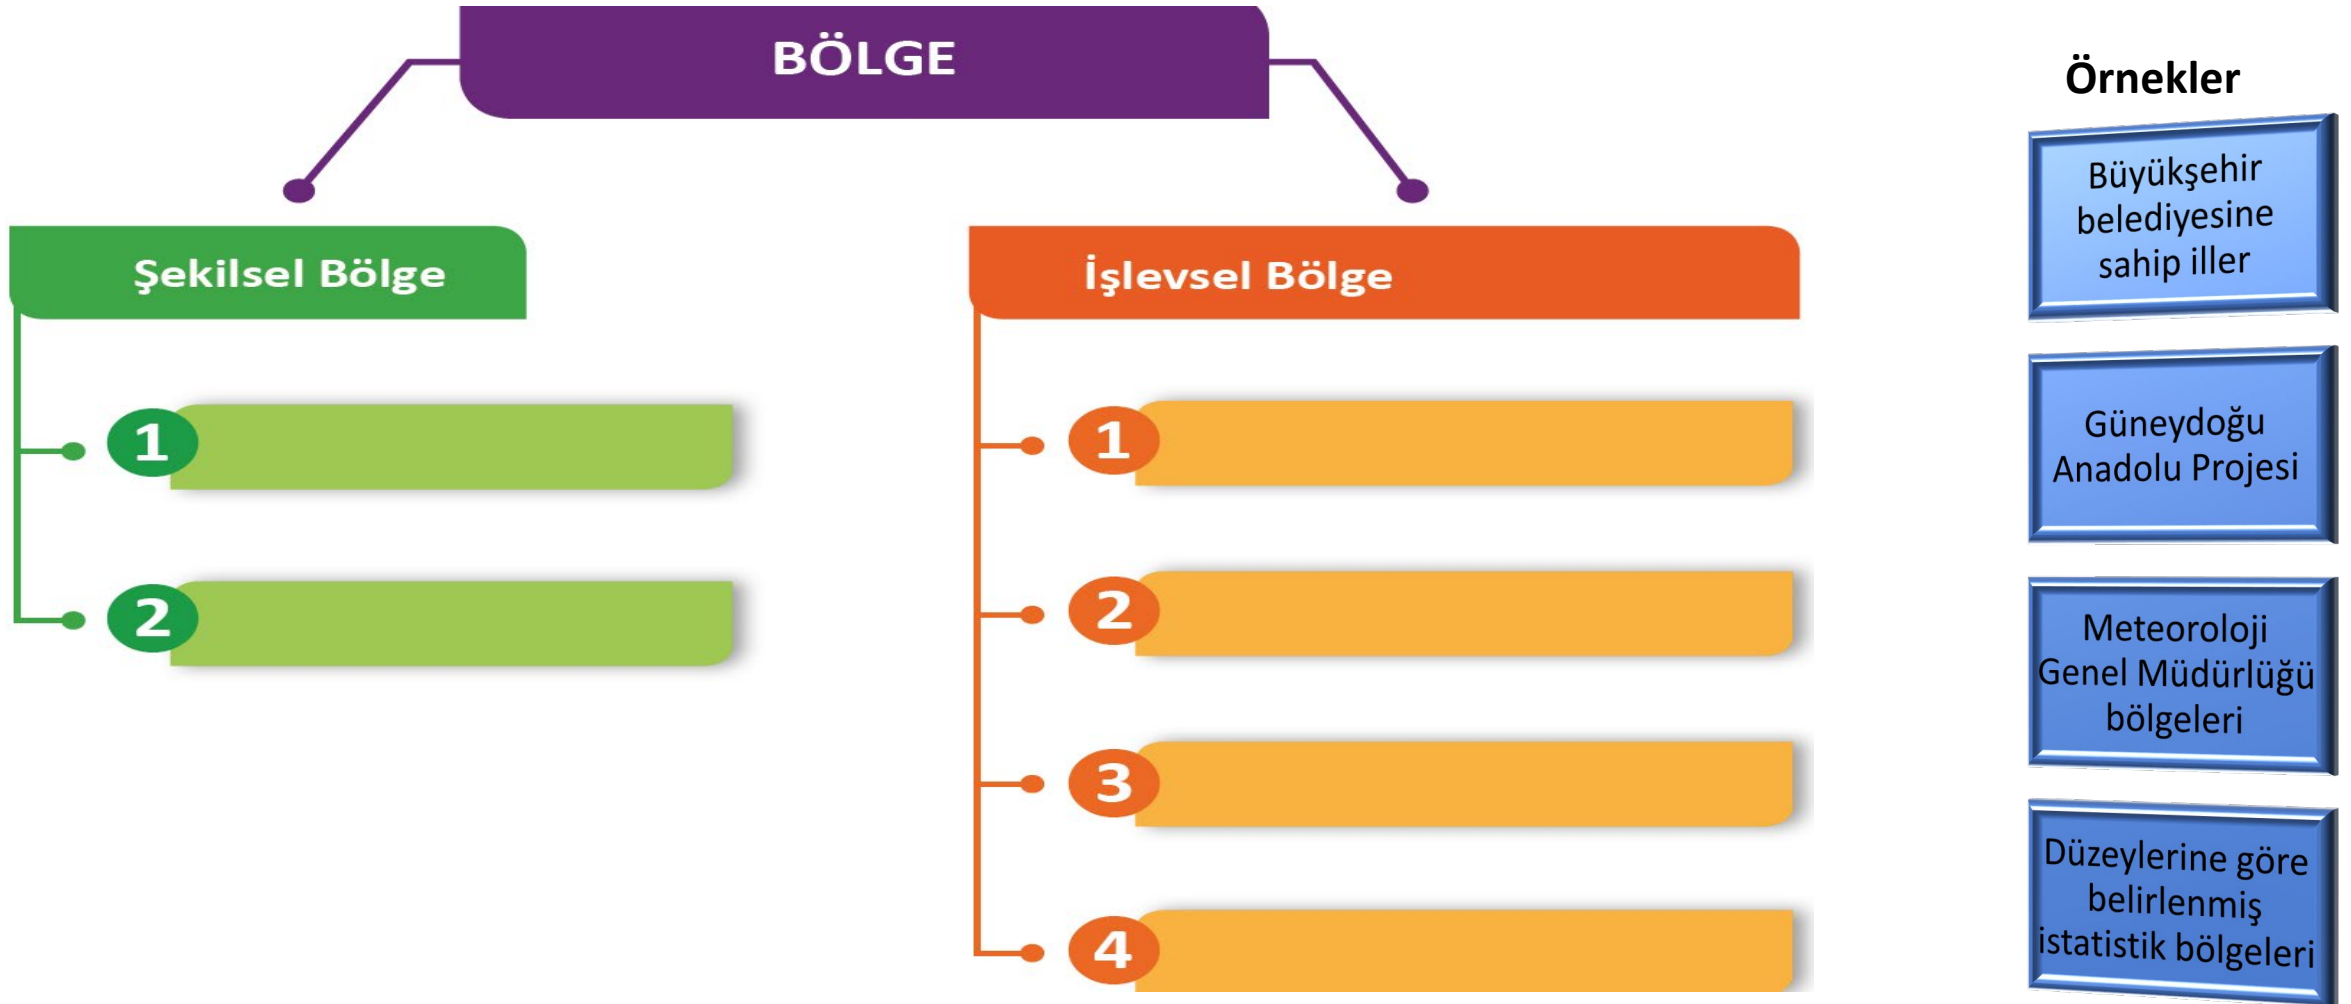 BÖLGE
Şekilsel Bölge
1
2
İşlevsel Bölge
1
2
3
4
Örnekler
Büyükşehir
belediyesine
sahip iller
Güneydoğu
Anadolu Projesi
Meteoroloji
Genel Müdürlüğü
bölgeleri
Düzeylerine göre
belirlenmiş
istatistik bölgeleri